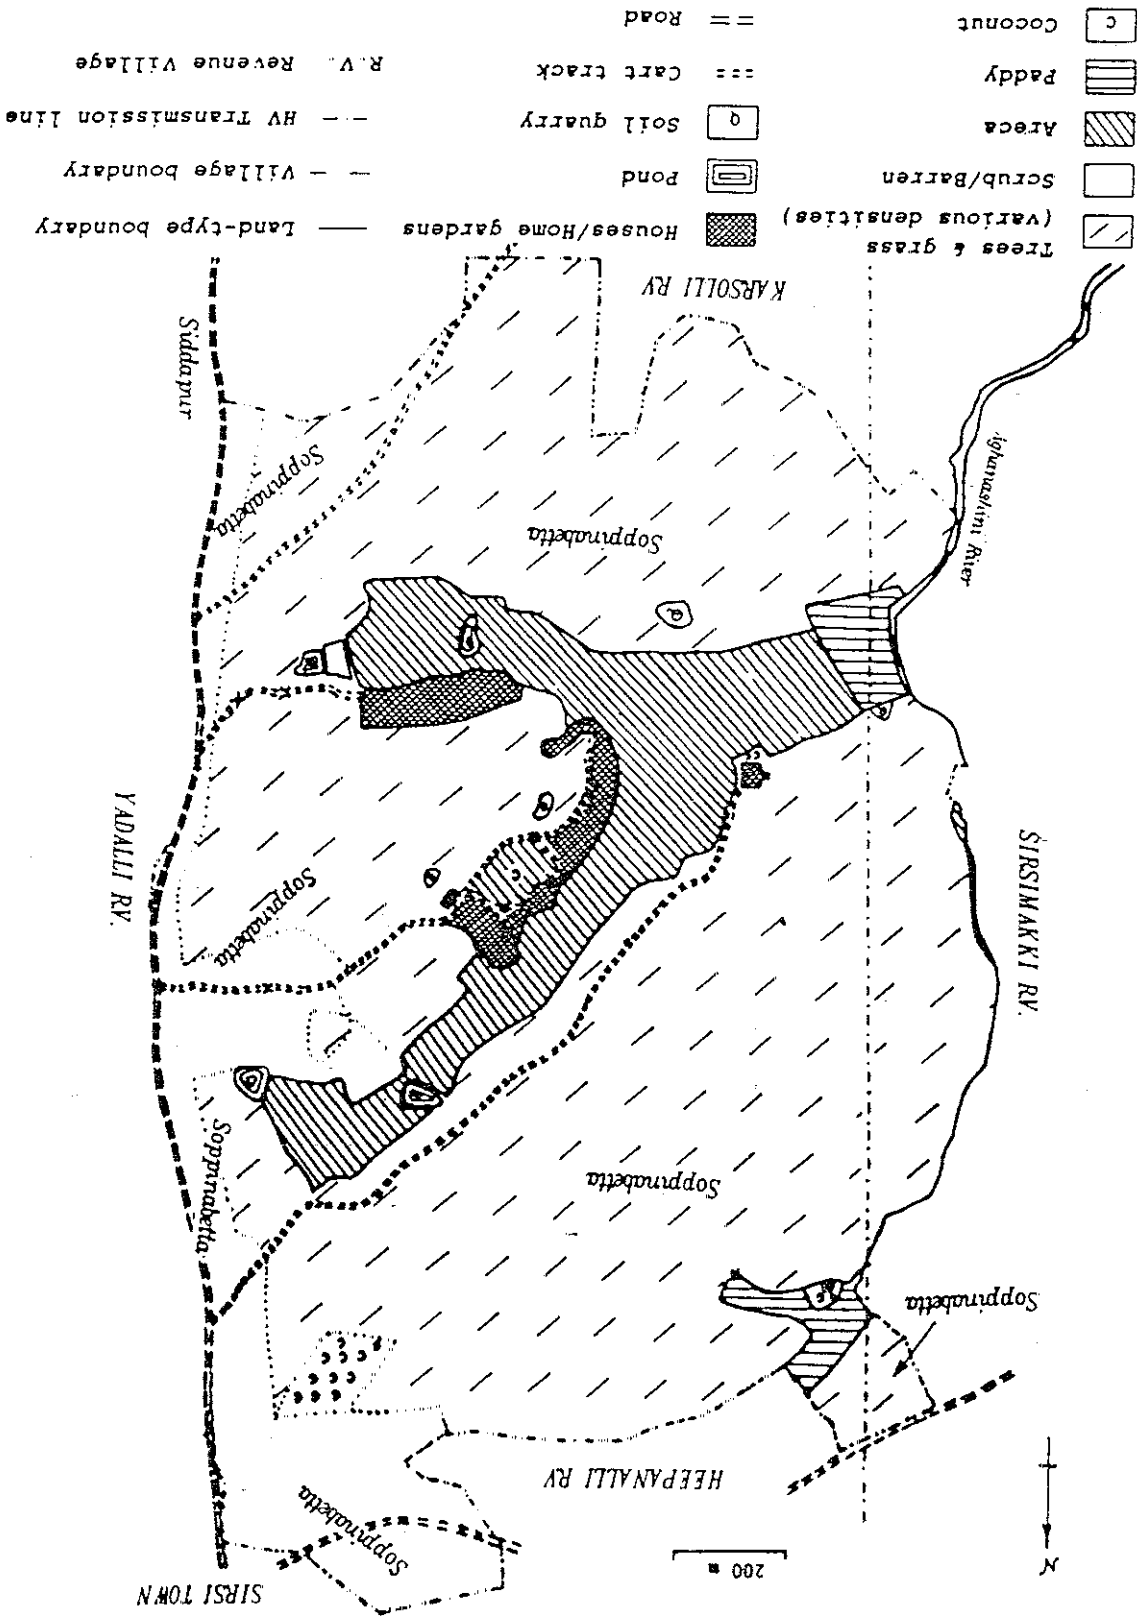 SIRSI TOWN
N
200 m
Soppinabetta
HEEPANALLI RV
Soppinabetta
Soppinabetta
Soppinabetta
SIRSIMAKKI RV.
Soppinabetta
YADALLI RV.
Q
Q
C
C
Soppinabetta
Soppinabetta
Aghanashini River
Siddapur
KARSOLLI RV
Trees & grass
(various densities)
Scrub/Barren
Areca
Paddy
C Coconut
Houses/Home gardens
Pond
Q Soil quarry
Cart track
Road
Land-type boundary
Village boundary
HV Transmission line
R.V. Revenue Village